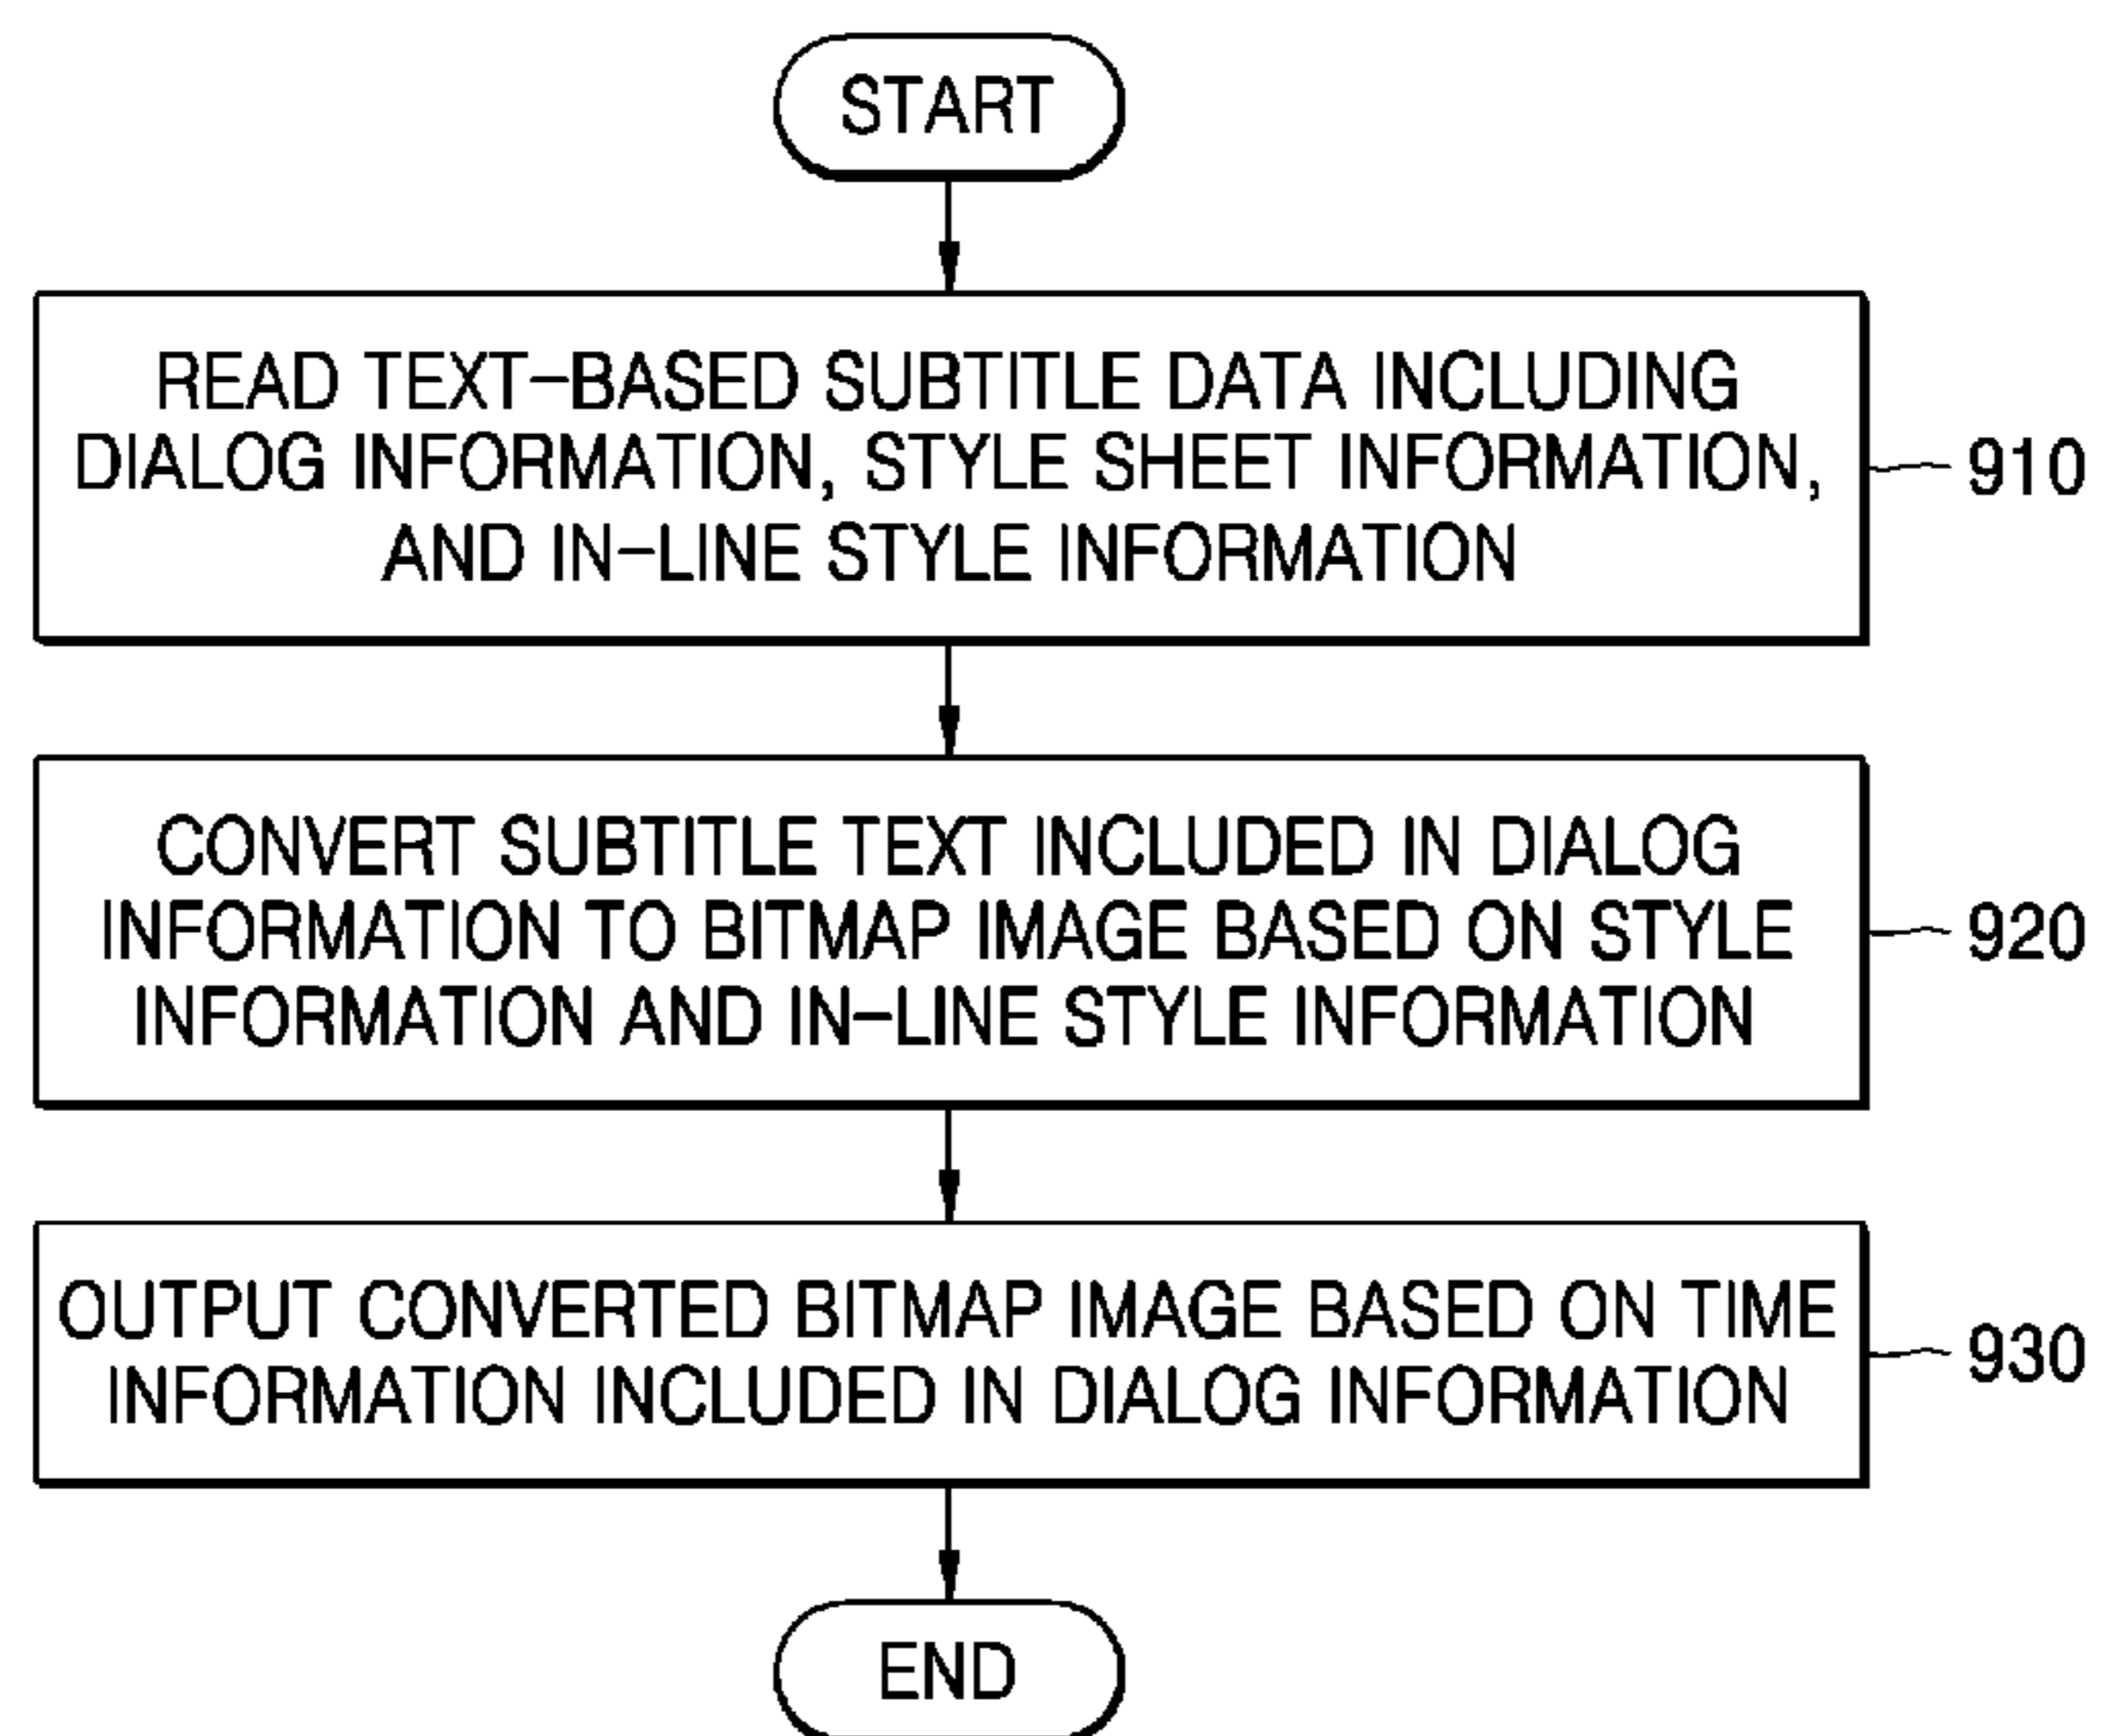 START
READ TEXT-BASED SUBTITLE DATA INCLUDING
DIALOG INFORMATION, STYLE SHEET INFORMATION,
AND IN-LINE STYLE INFORMATION
910
CONVERT SUBTITLE TEXT INCLUDED IN DIALOG
INFORMATION TO BITMAP IMAGE BASED ON STYLE
INFORMATION AND IN-LINE STYLE INFORMATION
920
OUTPUT CONVERTED BITMAP IMAGE BASED ON TIME
INFORMATION INCLUDED IN DIALOG INFORMATION
930
END